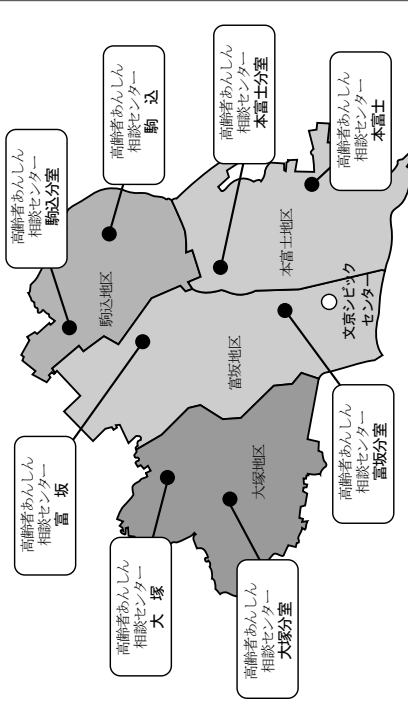 高齢者あんしん
相談センター
駒込分室
高齢者あんしん
相談センター
駒　込
高齢者あんしん
相談センター
本富士分室
高齢者あんしん
相談センター
本富士
駒込地区
本富士地区
富坂地区
文京シビック
センター
大塚地区
高齢者あんしん
相談センター
富　坂
高齢者あんしん
相談センター
大　塚
高齢者あんしん
相談センター
大塚分室
高齢者あんしん
相談センター
富坂分室